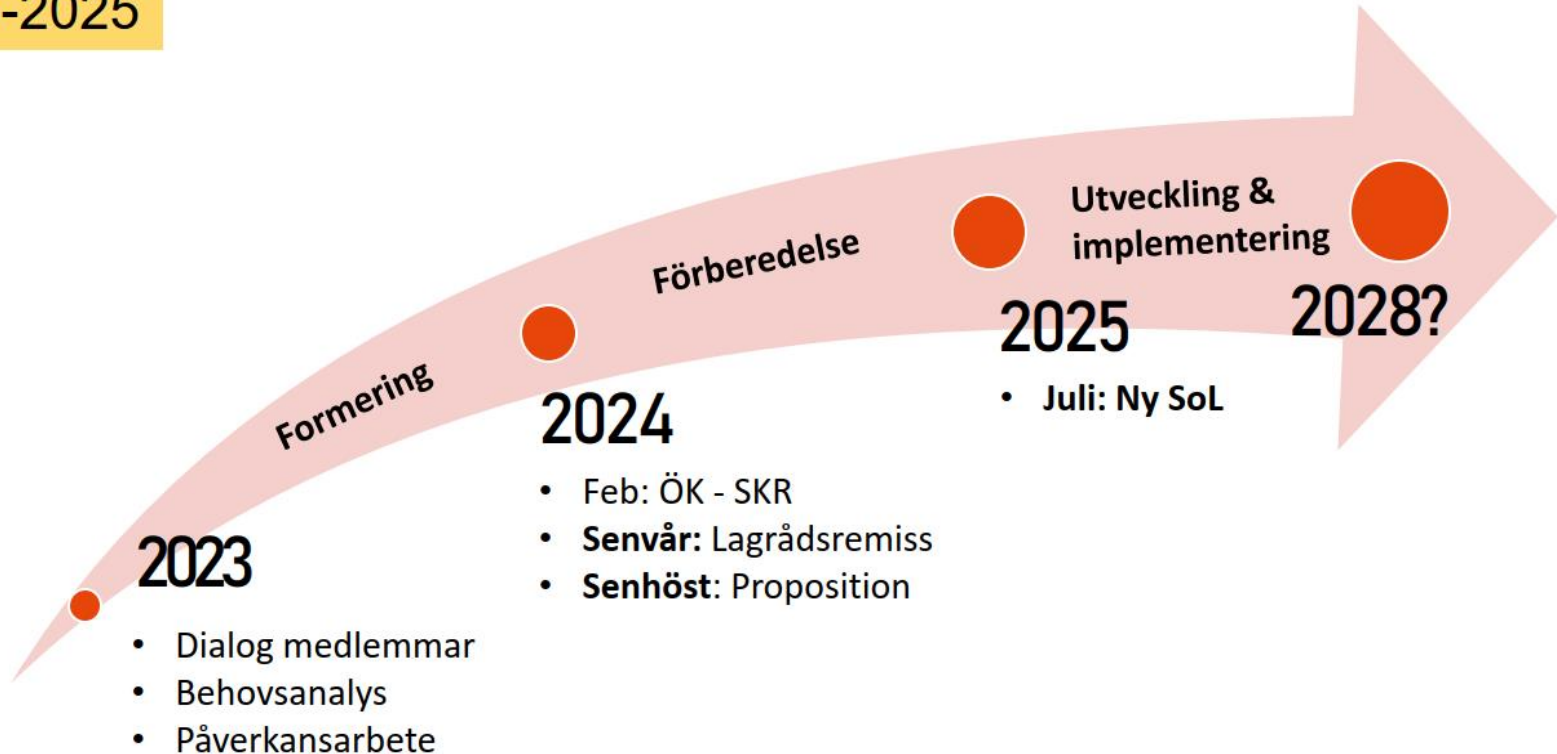 -2025
Utveckling &
implementering
Förberedelse
2025
2028?
Formering
2024
• Juli: Ny SoL
• Feb: ÖK - SKR
• Senvår: Lagrådsremiss
• Senhöst: Proposition
2023
• Dialog medlemmar
• Behovsanalys
• Påverkansarbete